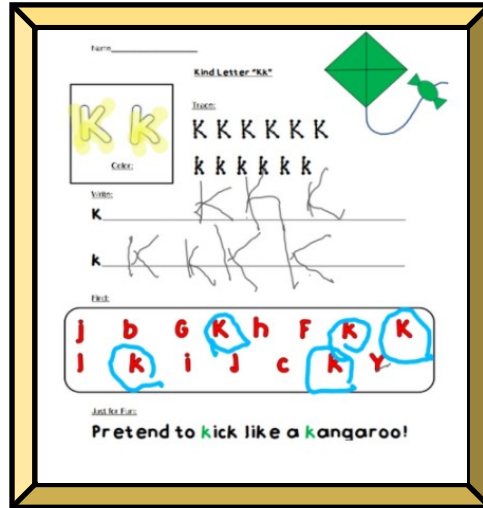 Name
Kind Letter "Kk"
K k
Color:
Trace:
K K K K K K
k k k k k k
Write:
K K K K
k K K K K
Find:
j b G K h F K K
l k i J c k Y
Just for Fun:
Pretend to kick like a kangaroo!